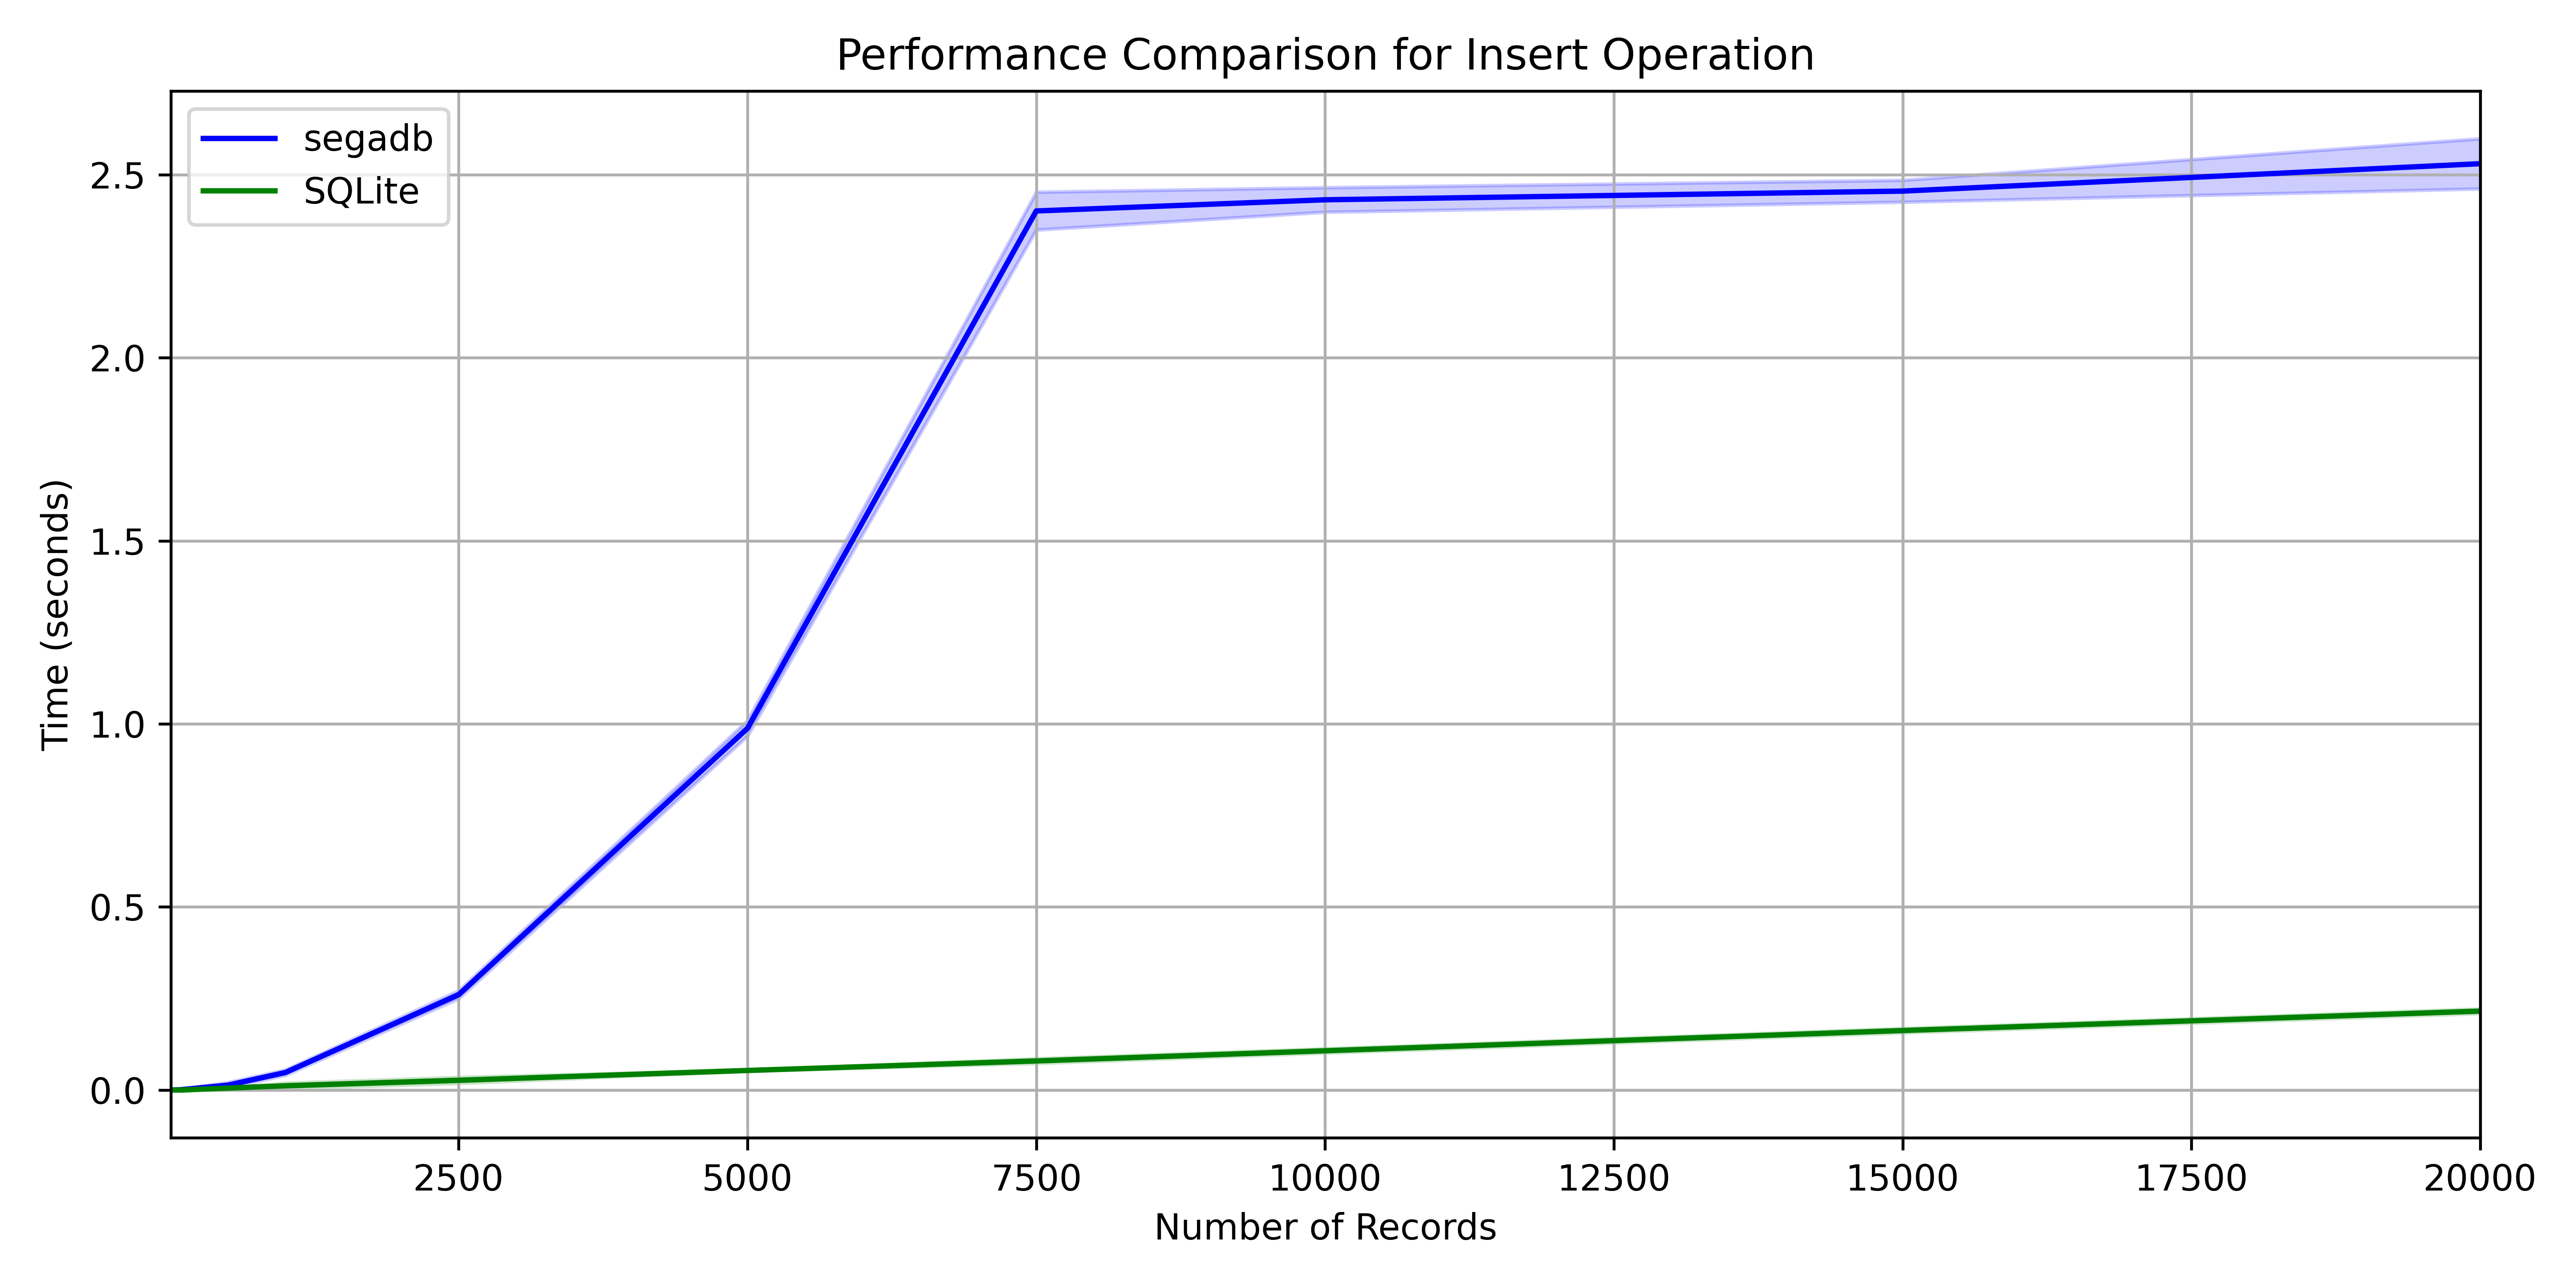 Performance Comparison for Insert Operation
segadb
SQLite
Time (seconds)
2.5
2.0
1.5
1.0
0.5
0.0
2500 5000 7500 10000 12500 15000 17500 20000
Number of Records